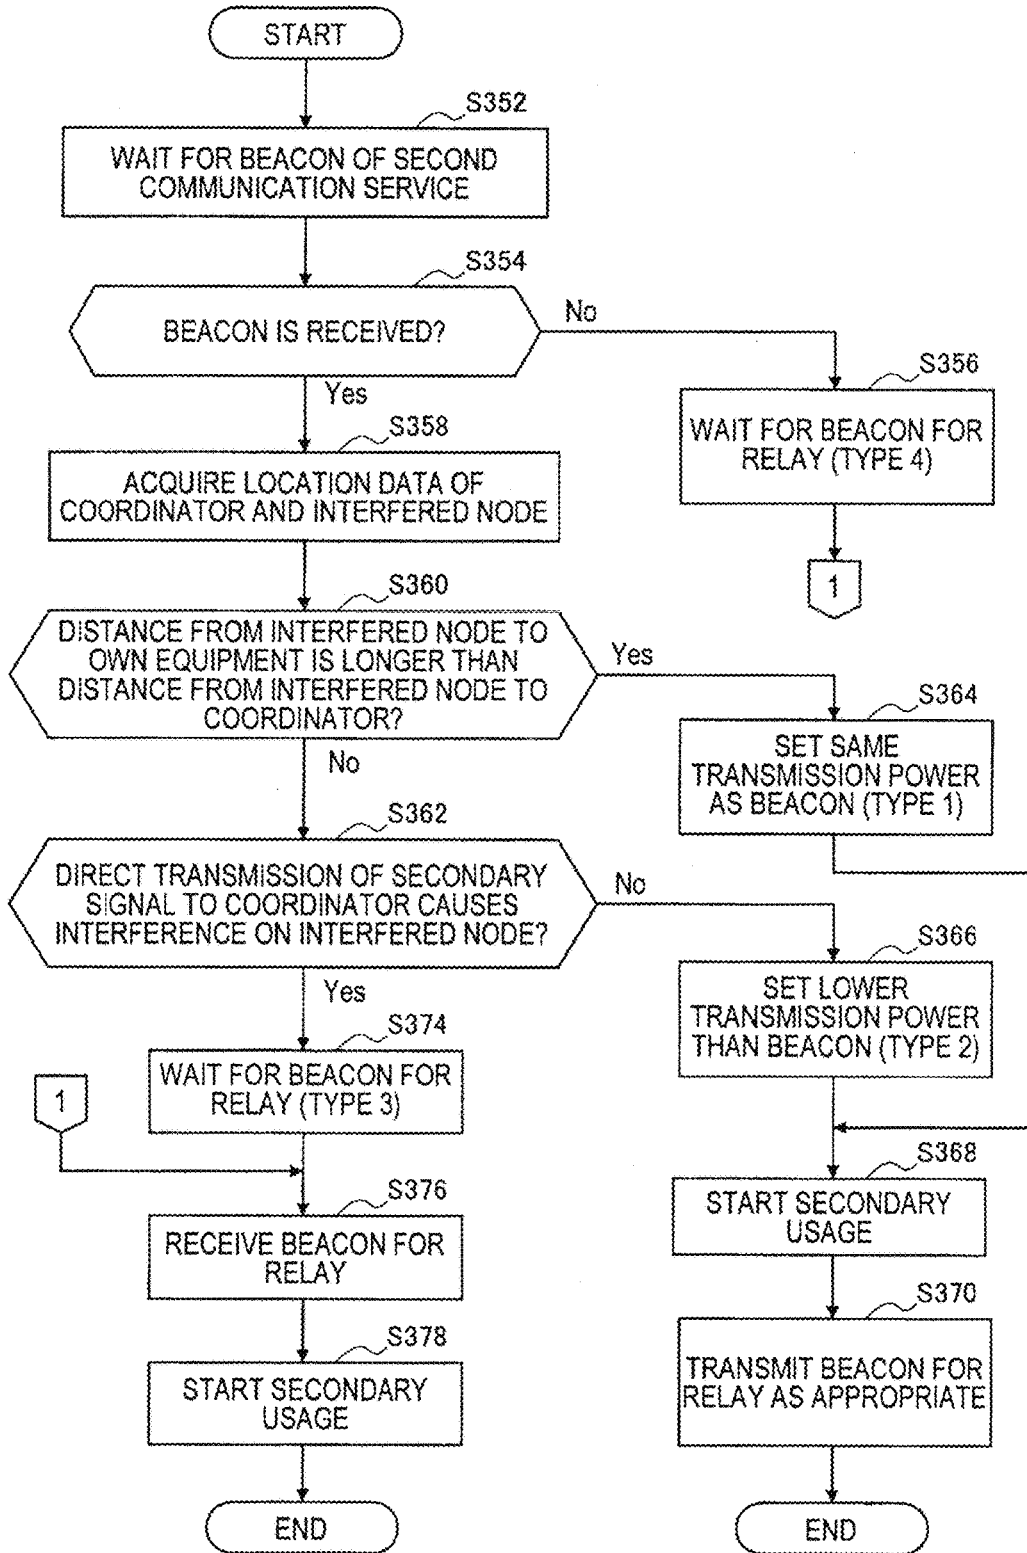 START
S352
WAIT FOR BEACON OF SECOND
COMMUNICATION SERVICE
S354
BEACON IS RECEIVED?
No
Yes
S356
WAIT FOR BEACON FOR
RELAY (TYPE 4)
1
S358
ACQUIRE LOCATION DATA OF
COORDINATOR AND INTERFERED NODE
S360
DISTANCE FROM INTERFERED NODE TO
OWN EQUIPMENT IS LONGER THAN
DISTANCE FROM INTERFERED NODE TO
COORDINATOR?
Yes
No
S364
SET SAME
TRANSMISSION POWER
AS BEACON (TYPE 1)
S362
DIRECT TRANSMISSION OF SECONDARY
SIGNAL TO COORDINATOR CAUSES
INTERFERENCE ON INTERFERED NODE?
No
Yes
S366
SET LOWER
TRANSMISSION POWER
THAN BEACON (TYPE 2)
S374
WAIT FOR BEACON FOR
RELAY (TYPE 3)
1
S376
RECEIVE BEACON FOR
RELAY
S378
START SECONDARY
USAGE
END
S368
START SECONDARY
USAGE
S370
TRANSMIT BEACON FOR
RELAY AS APPROPRIATE
END